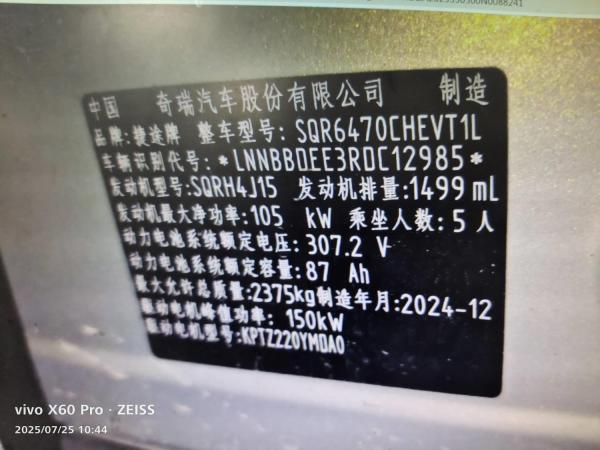 中国 奇瑞汽车股份有限公司 制造
品牌:捷途牌 整车型号:SQR6470CHEVT1L
车辆识别代号:*LNNBBDEE3RDC12985*
发动机型号:SQRH4J15 发动机排量:1499 mL
发动机最大净功率:105 kW 乘坐人数:5 人
动力电池系统额定电压:307.2 V
动力电池系统额定容量:87 Ah
最大允许总质量:2375kg制造年月:2024-12
驱动电机峰值功率: 150kW
驱动电机型号:KPTZ220YMDA0
vivo X60 Pro · ZEISS
2025/07/25 10:44